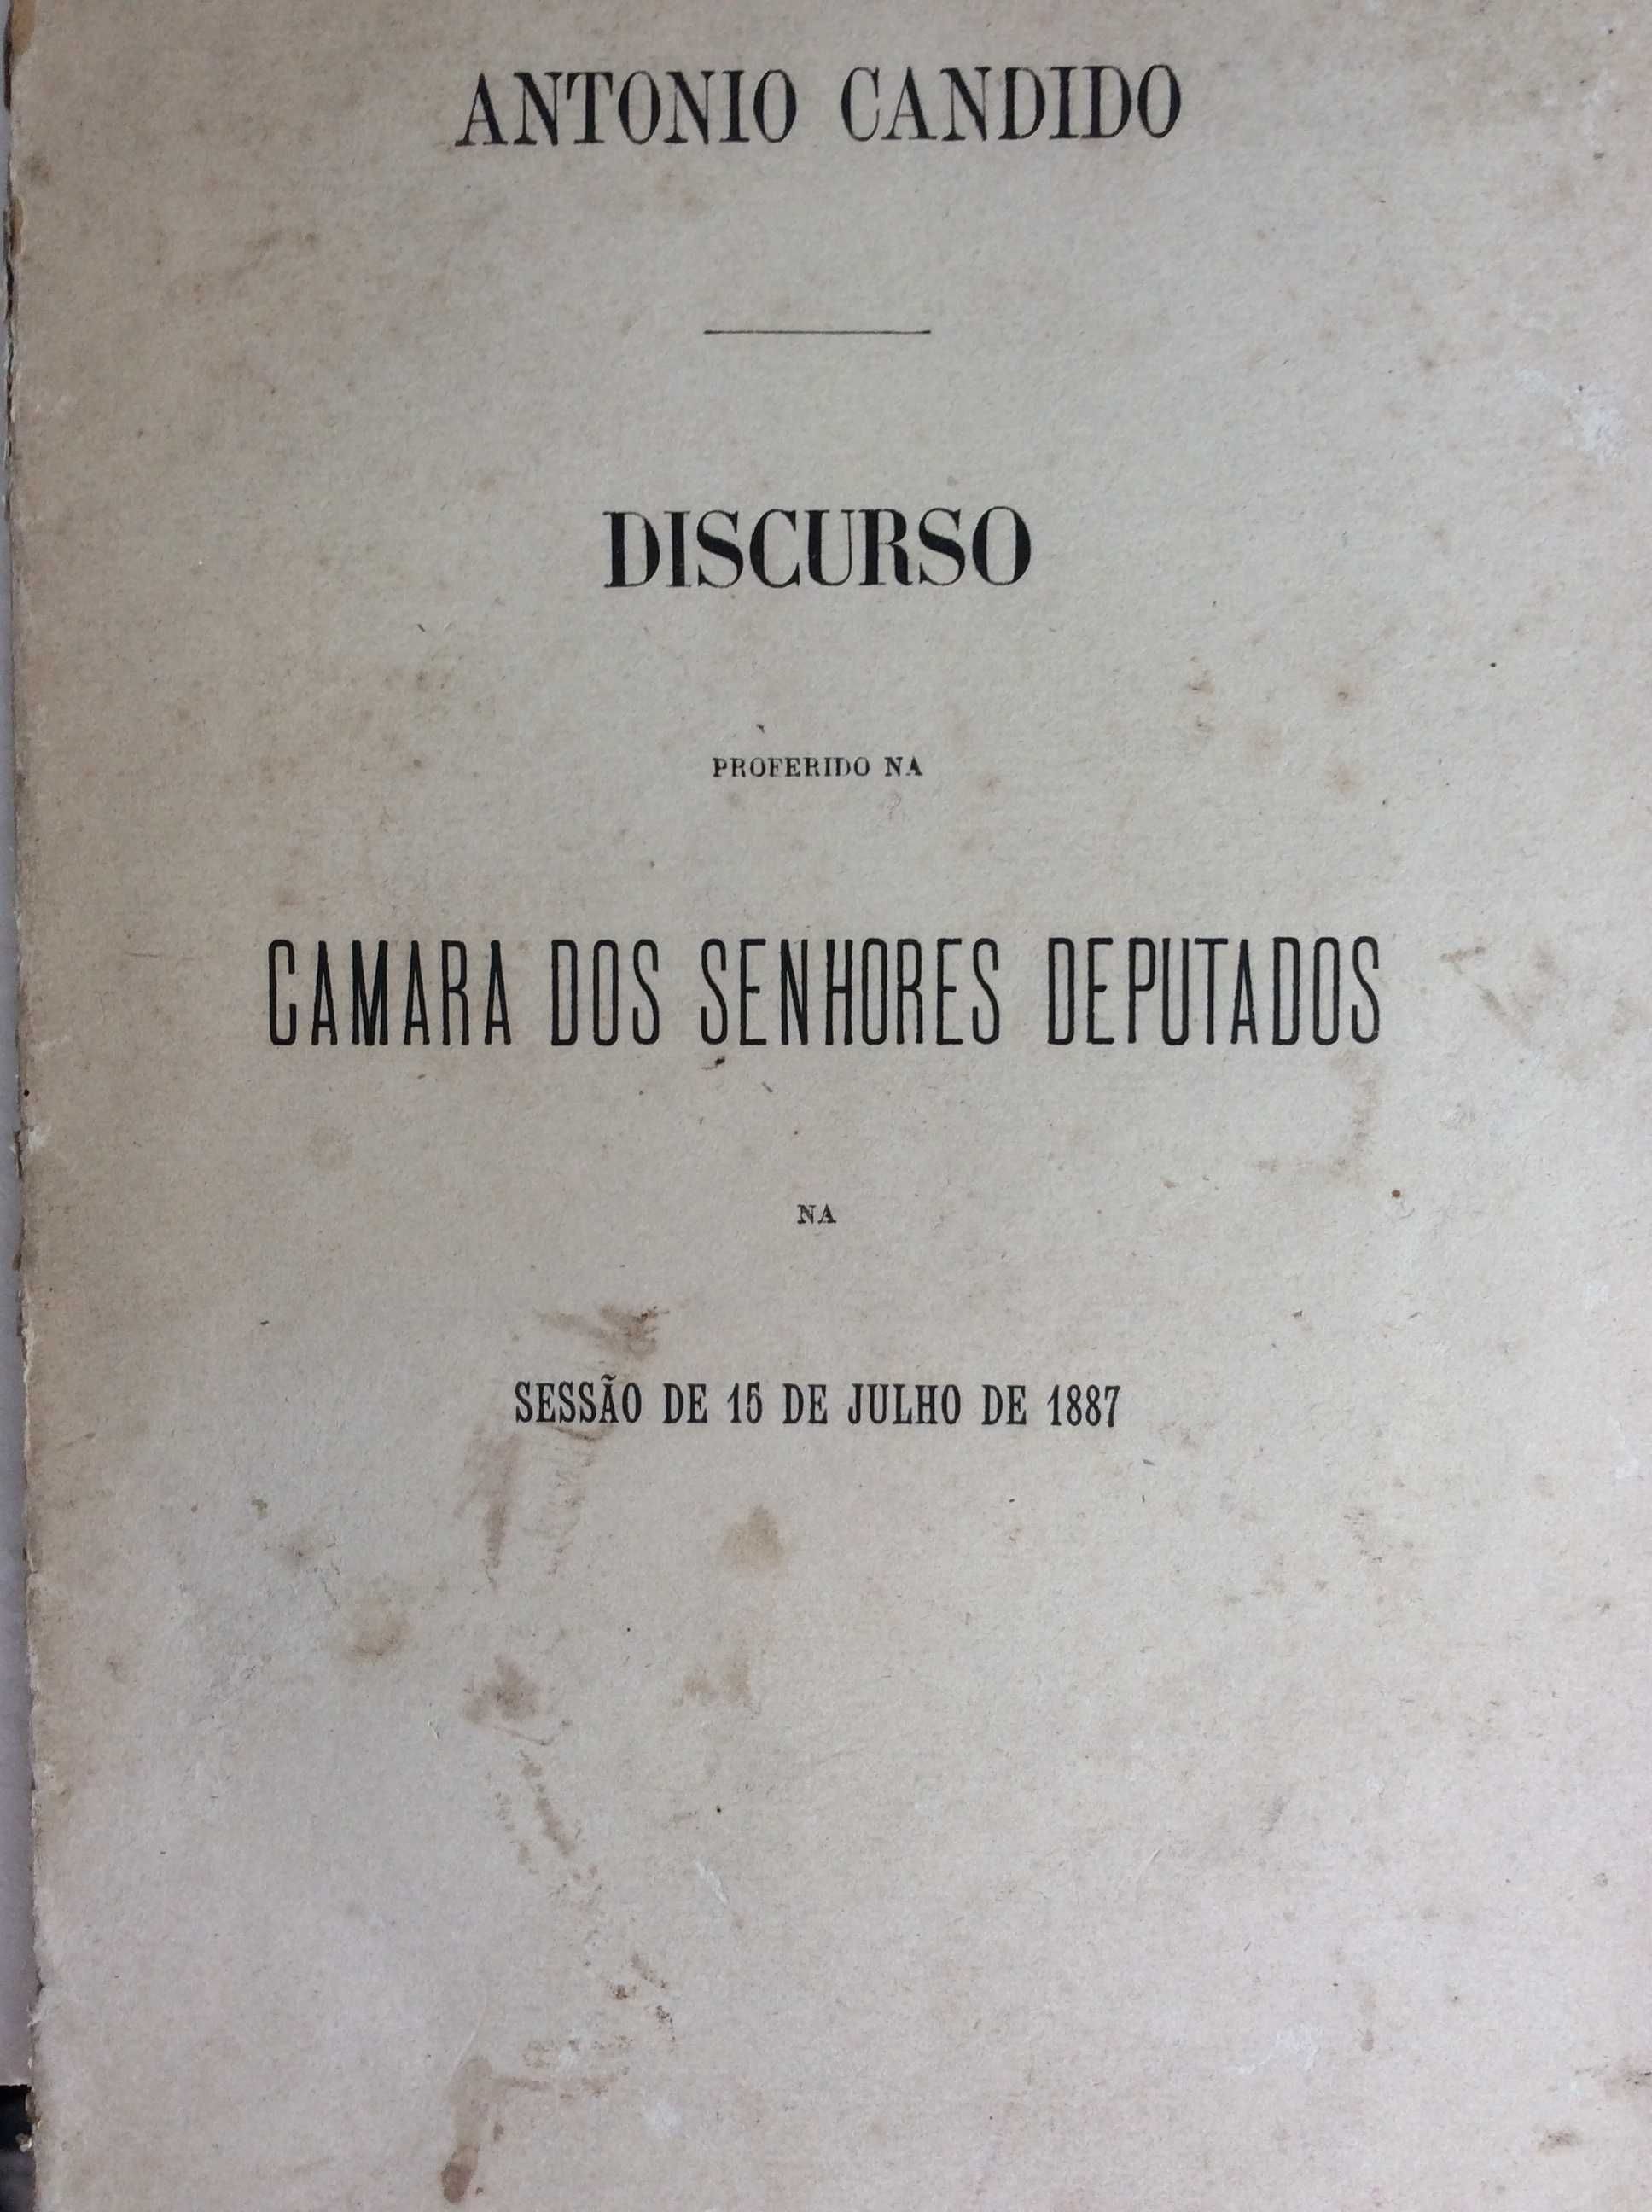 ANTONIO CANDIDO
DISCURSO
PROFERIDO NA
CAMARA DOS SENHORES DEPUTADOS
NA
SESSÃO DE 15 DE JULHO DE 1887